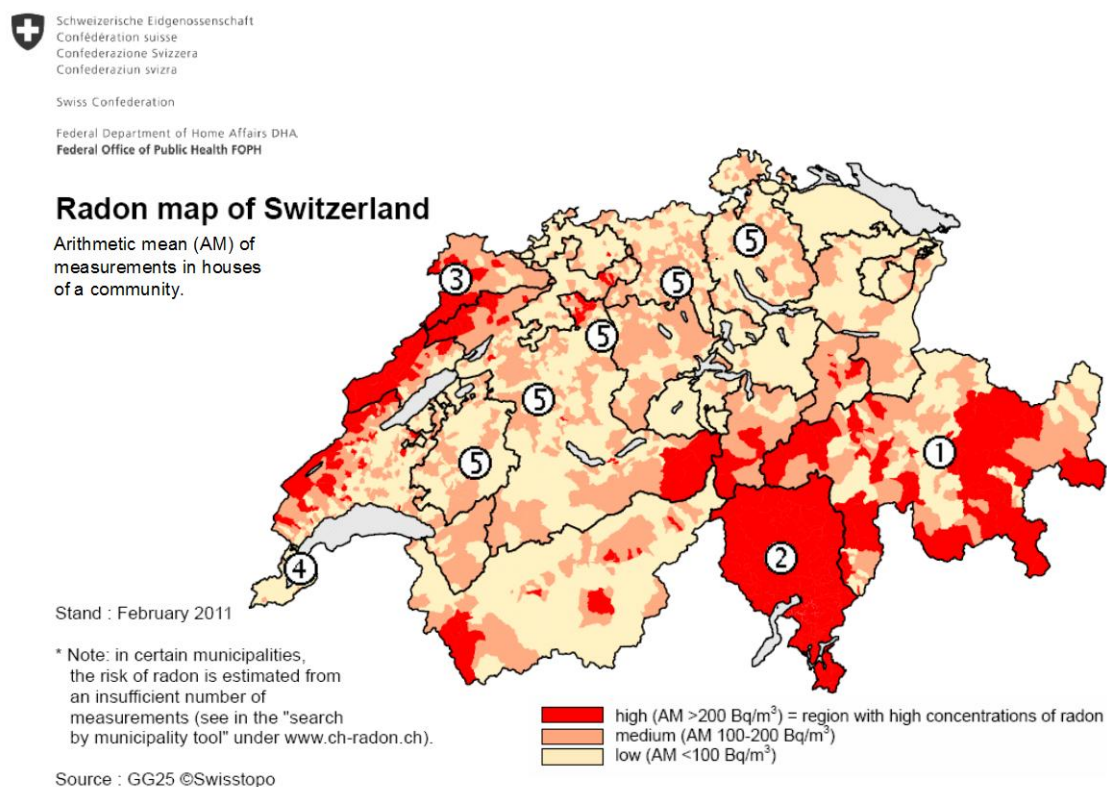 Schweizerische Eidgenossenschaft
Confédération suisse
Confederazione Svizzera
Confederaziun svizra
Swiss Confederation
Federal Department of Home Affairs DHA
Federal Office of Public Health FOPH
Radon map of Switzerland
Arithmetic mean (AM) of
measurements in houses
of a community.
5
3
5
5
5
1
5
2
4
Stand : February 2011
* Note: in certain municipalities,
the risk of radon is estimated from
an insufficient number of
measurements (see in the "search
by municipality tool" under www.ch-radon.ch).
Source : GG25 ©Swisstopo
high (AM >200 Bq/m³) = region with high concentrations of radon
medium (AM 100-200 Bq/m³)
low (AM <100 Bq/m³)